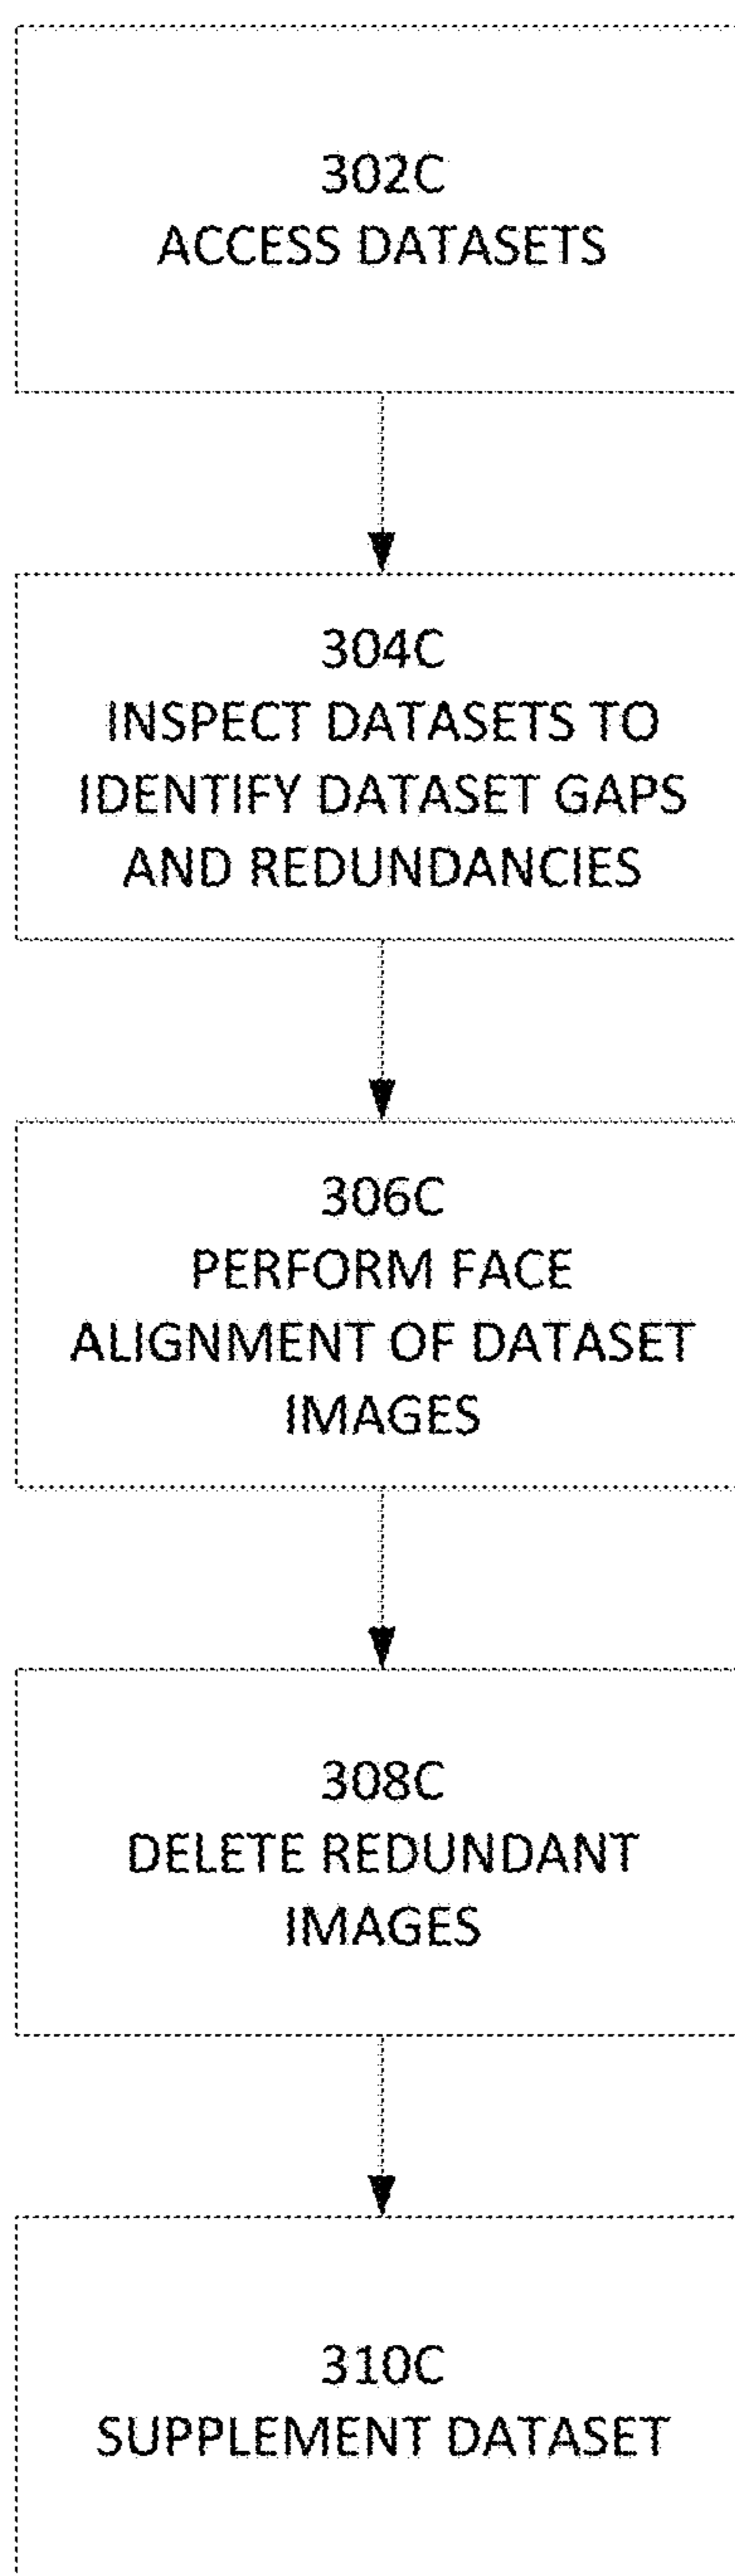 302C
ACCESS DATASETS
304C
INSPECT DATASETS TO
IDENTIFY DATASET GAPS
AND REDUNDANCIES
306C
PERFORM FACE
ALIGNMENT OF DATASET
IMAGES
308C
DELETE REDUNDANT
IMAGES
310C
SUPPLEMENT DATASET